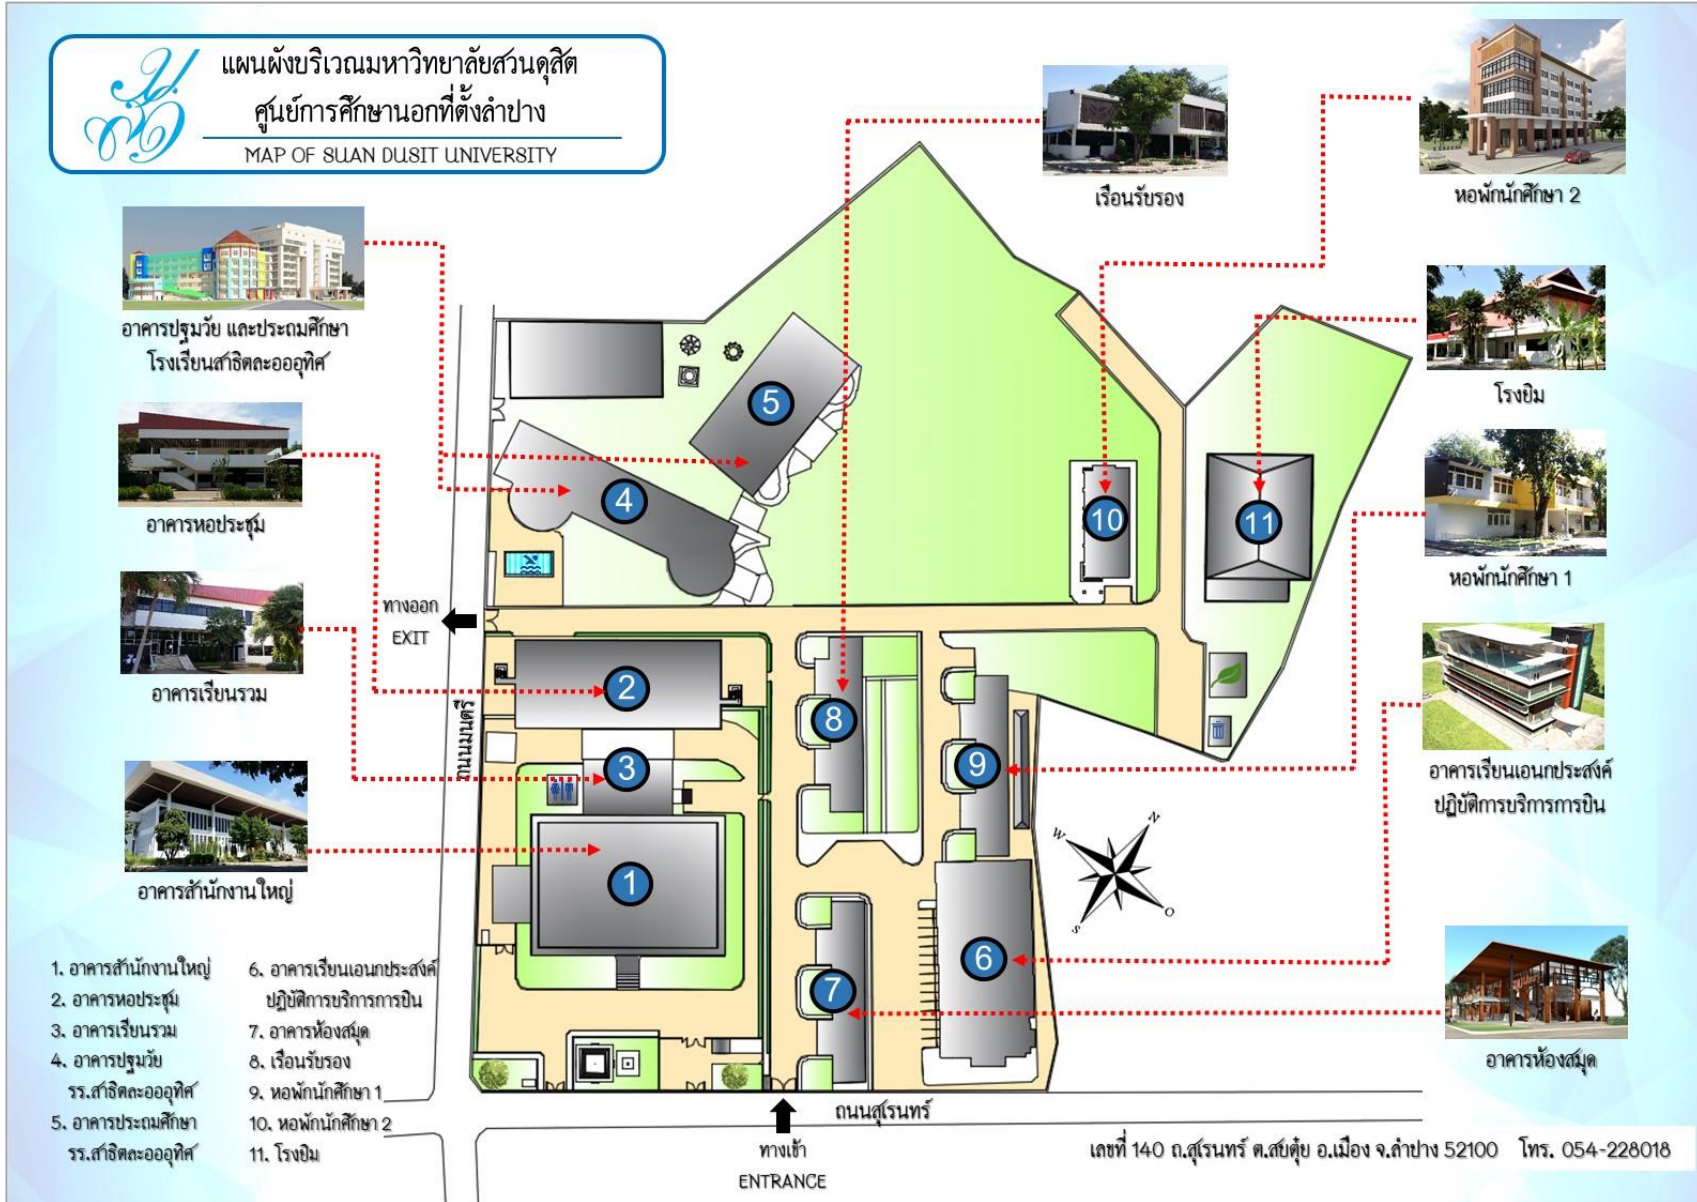 แผนผังบริเวณมหาวิทยาลัยสวนดุสิต
ศูนย์การศึกษานอกที่ตั้งลำปาง
MAP OF SUAN DUSIT UNIVERSITY
เรือนรับรอง
หอพักนักศึกษา 2
อาคารปฐมวัย และประถมศึกษา
โรงเรียนสาธิตละอออุทิศ
โรงยิม
อาคารหอประชุม
หอพักนักศึกษา 1
อาคารเรียนรวม
อาคารเรียนเอนกประสงค์
ปฏิบัติการบริการการบิน
อาคารสำนักงานใหญ่
อาคารห้องสมุด
ทางออก
EXIT
ถนนมนตรี
5
4
10
11
2
8
3
9
1
6
7
N
W
O
S
1. อาคารสำนักงานใหญ่
2. อาคารหอประชุม
3. อาคารเรียนรวม
4. อาคารปฐมวัย
รร.สาธิตละอออุทิศ
5. อาคารประถมศึกษา
รร.สาธิตละอออุทิศ
6. อาคารเรียนเอนกประสงค์
ปฏิบัติการบริการการบิน
7. อาคารห้องสมุด
8. เรือนรับรอง
9. หอพักนักศึกษา 1
10. หอพักนักศึกษา 2
11. โรงยิม
ถนนสุเรนทร์
ทางเข้า
ENTRANCE
เลขที่ 140 ถ.สุเรนทร์ ต.สบตุ๋ย อ.เมือง จ.ลำปาง 52100 โทร. 054-228018